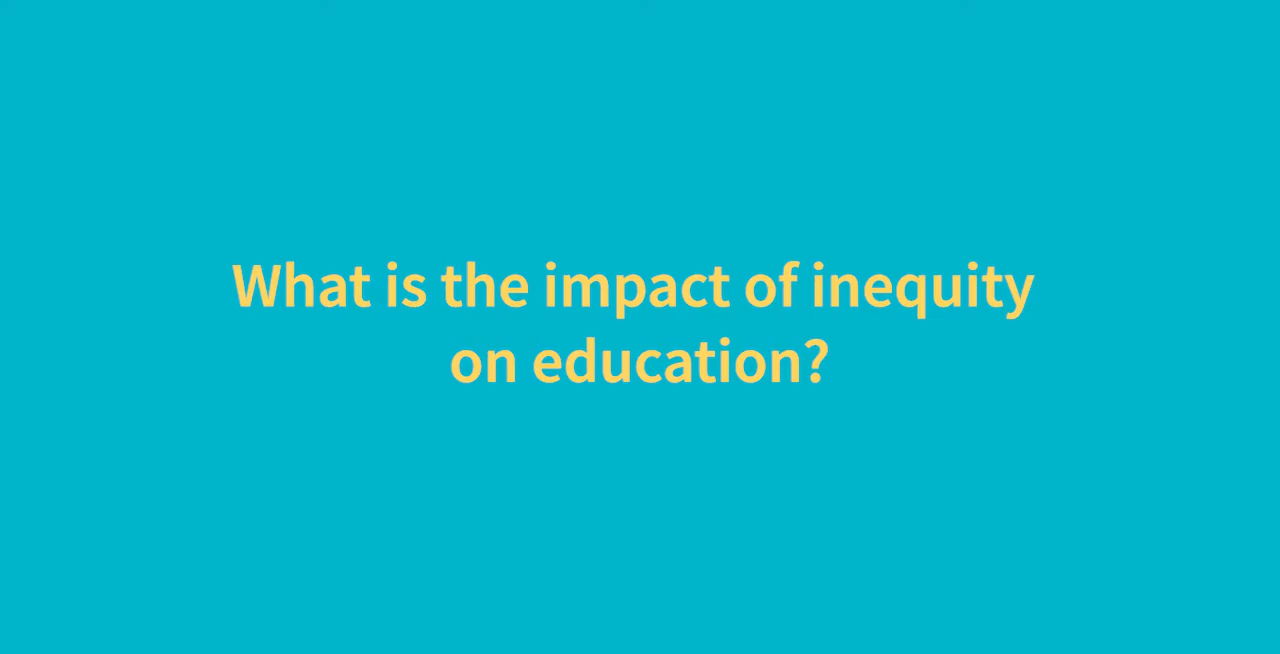 What is the impact of inequity
on education?